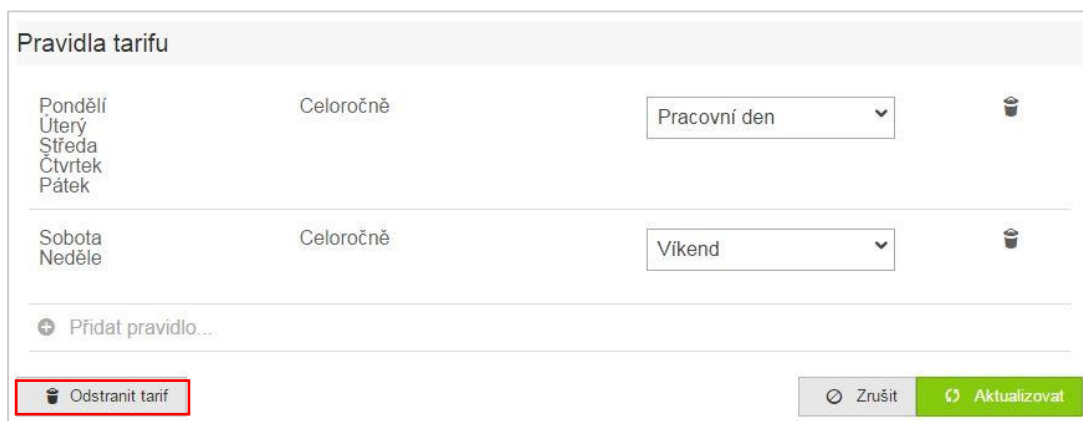 Pravidla tarifu
Pondělí
Úterý
Středa
Čtvrtek
Pátek
Celoročně
Pracovní den
Sobota
Neděle
Celoročně
Víkend
Přidat pravidlo...
Odstranit tarif
Zrušit
Aktualizovat